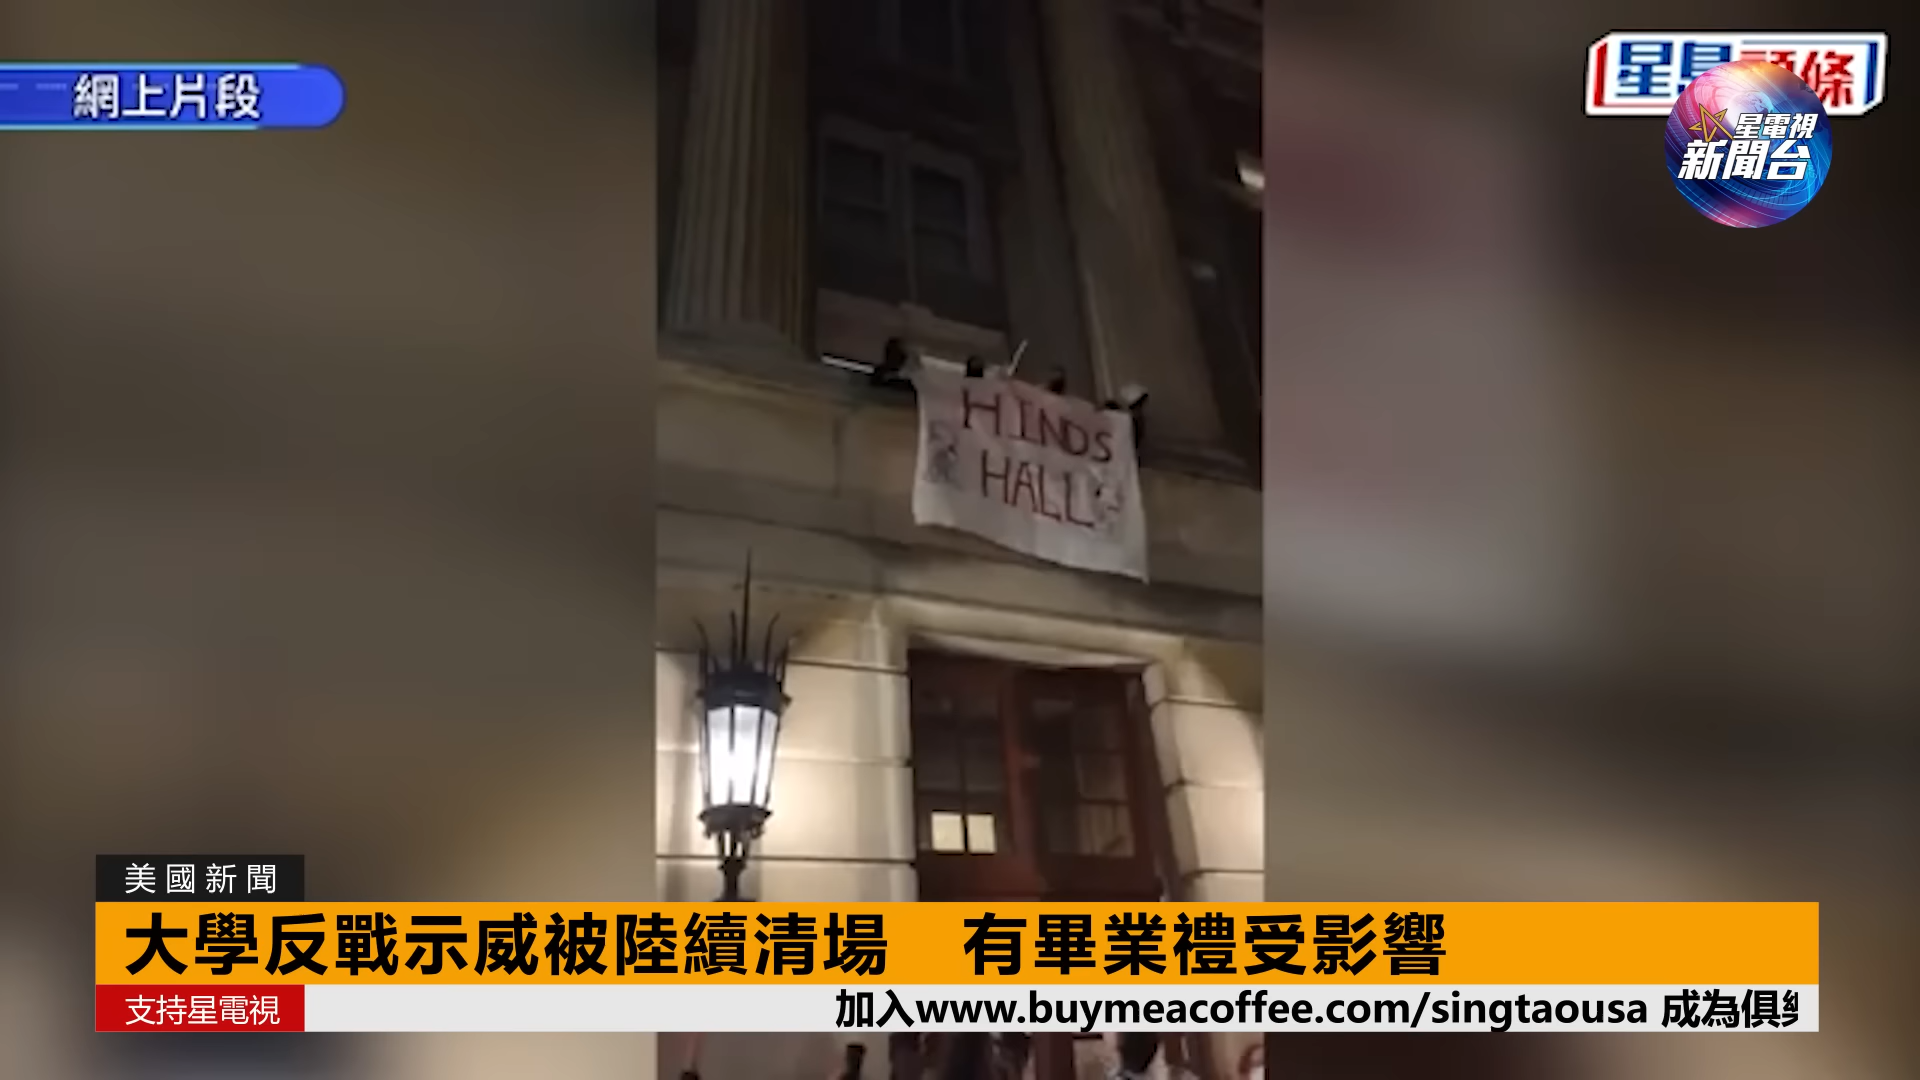 網上片段
星島頭條
星電視
新聞台
HINDS
HALL
美國新聞
大學反戰示威被陸續清場 有畢業禮受影響
支持星電視
加入www.buymeacoffee.com/singtaousa 成為俱